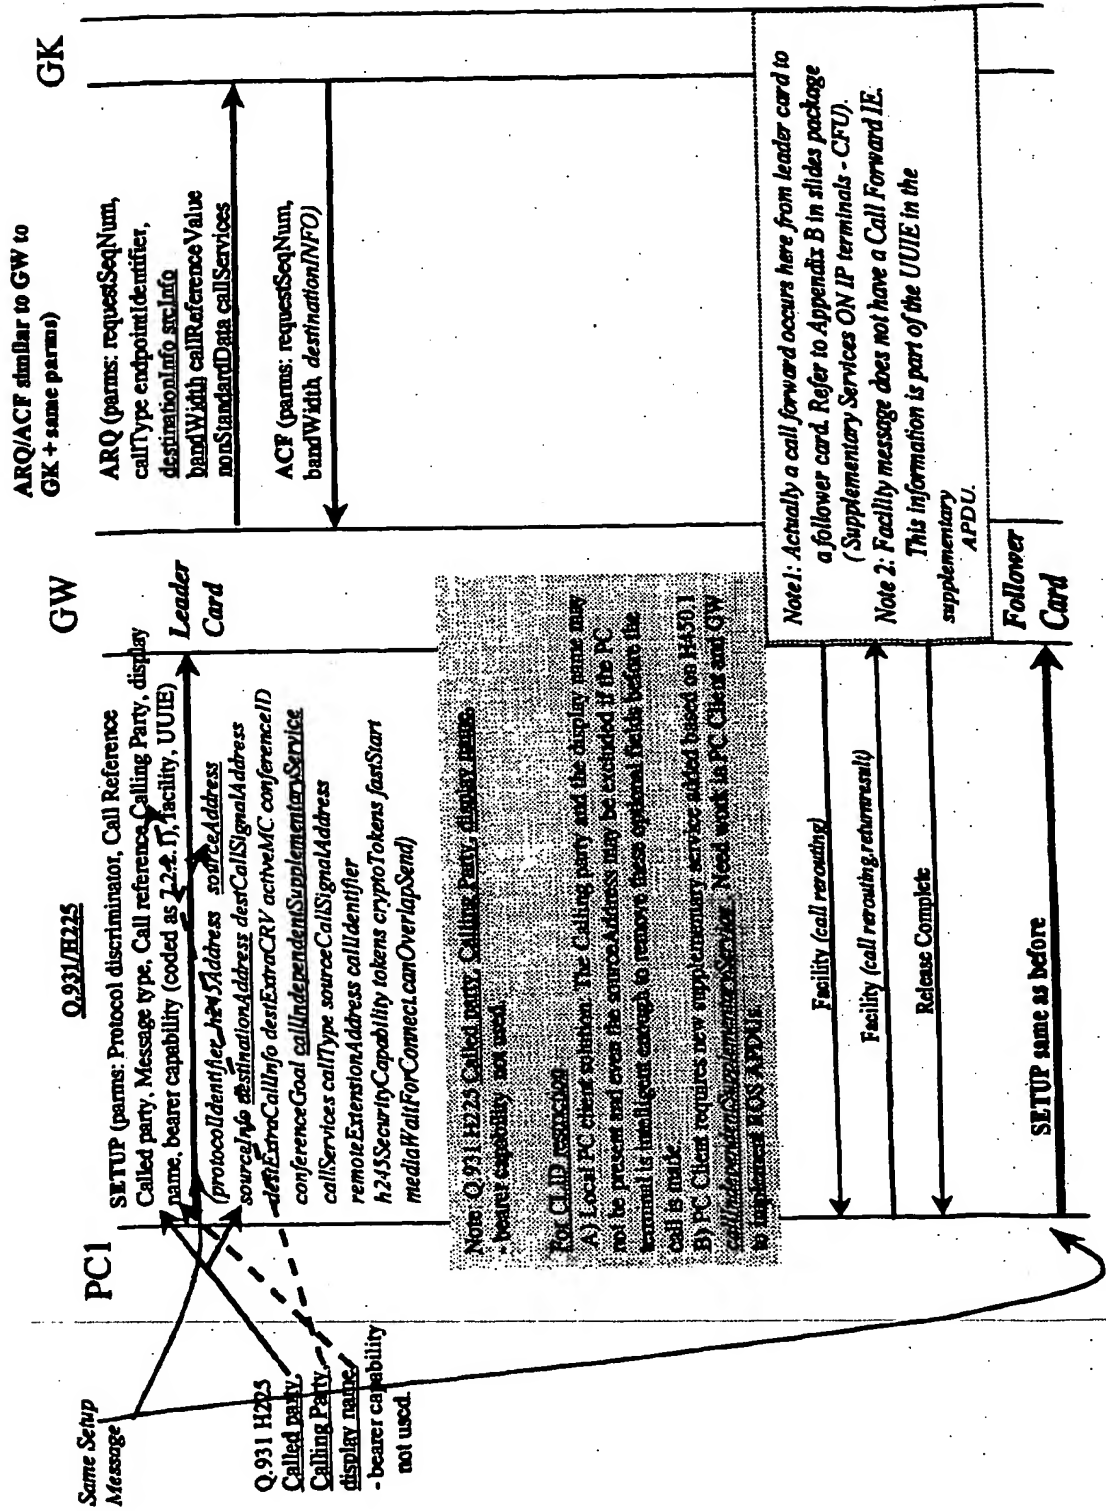 ARQ/ACF similar to GW to
GK + same parms)
Q.931/H225
PC1
GW
GK
SETUP (parms: Protocol discriminator, Call Reference
Called party, Message type, Call reference, Calling Party, display
name, bearer capability (coded as), facility, UUIE)
(protocolIdentifier h245Address sourceAddress
sourceInfo destinationAddress destCallSignalAddress
destExtraCallInfo destExtraCRV activeMC conferenceID
conferenceGoal callIndependentSupplementaryService
callServices callType sourceCallSignalAddress
remoteExtensionAddress callIdentifier
h245SecurityCapability tokens cryptoTokens fastStart
mediaWaitForConnect canOverlapSend)
Leader
Card
ARQ (parms: requestSeqNum,
callType endpointIdentifier,
destinationInfo srcInfo
bandWidth callReferenceValue
nonStandardData callServices
ACF (parms: requestSeqNum,
bandWidth, destinationINFO)
Same Setup
Message
Q.931 H225
Called party,
Calling Party,
display name,
- bearer capability
not used.
Note Q.931 H225 Called party, Calling Party, display name,
- bearer capability not used.
For CLID restriction
A) Local PC client solution: The Calling party and the display name may
not be present and even the sourceAddress may be excluded if the PC
terminal is intelligent enough to remove these optional fields before the
call is made.
B) PC Client requires new supplementary service added based on H450.1
callIndependentSupplementaryService. Need work in PC Client and GW
to implement ROS APDUs.
Note1: Actually a call forward occurs here from leader card to
a follower card. Refer to Appendix B in slides package
(Supplementary Services ON IP terminals - CFU).
Note 2: Facility message does not have a Call Forward IE.
This information is part of the UUIE in the
supplementary
APDU.
Facility (call rerouting)
Facility (call rerouting.returnresult)
Release Complete
SETUP same as before
Follower
Card